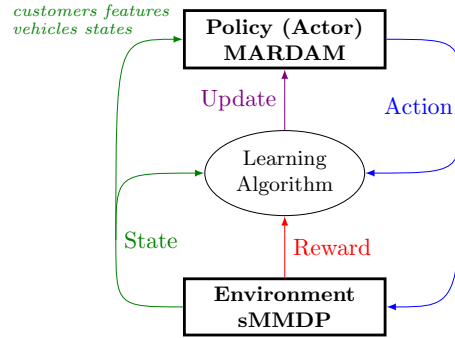 customers features
vehicles states
Policy (Actor)
MARDAM
Update
Action
Learning
Algorithm
State
Reward
Environment
sMMDP